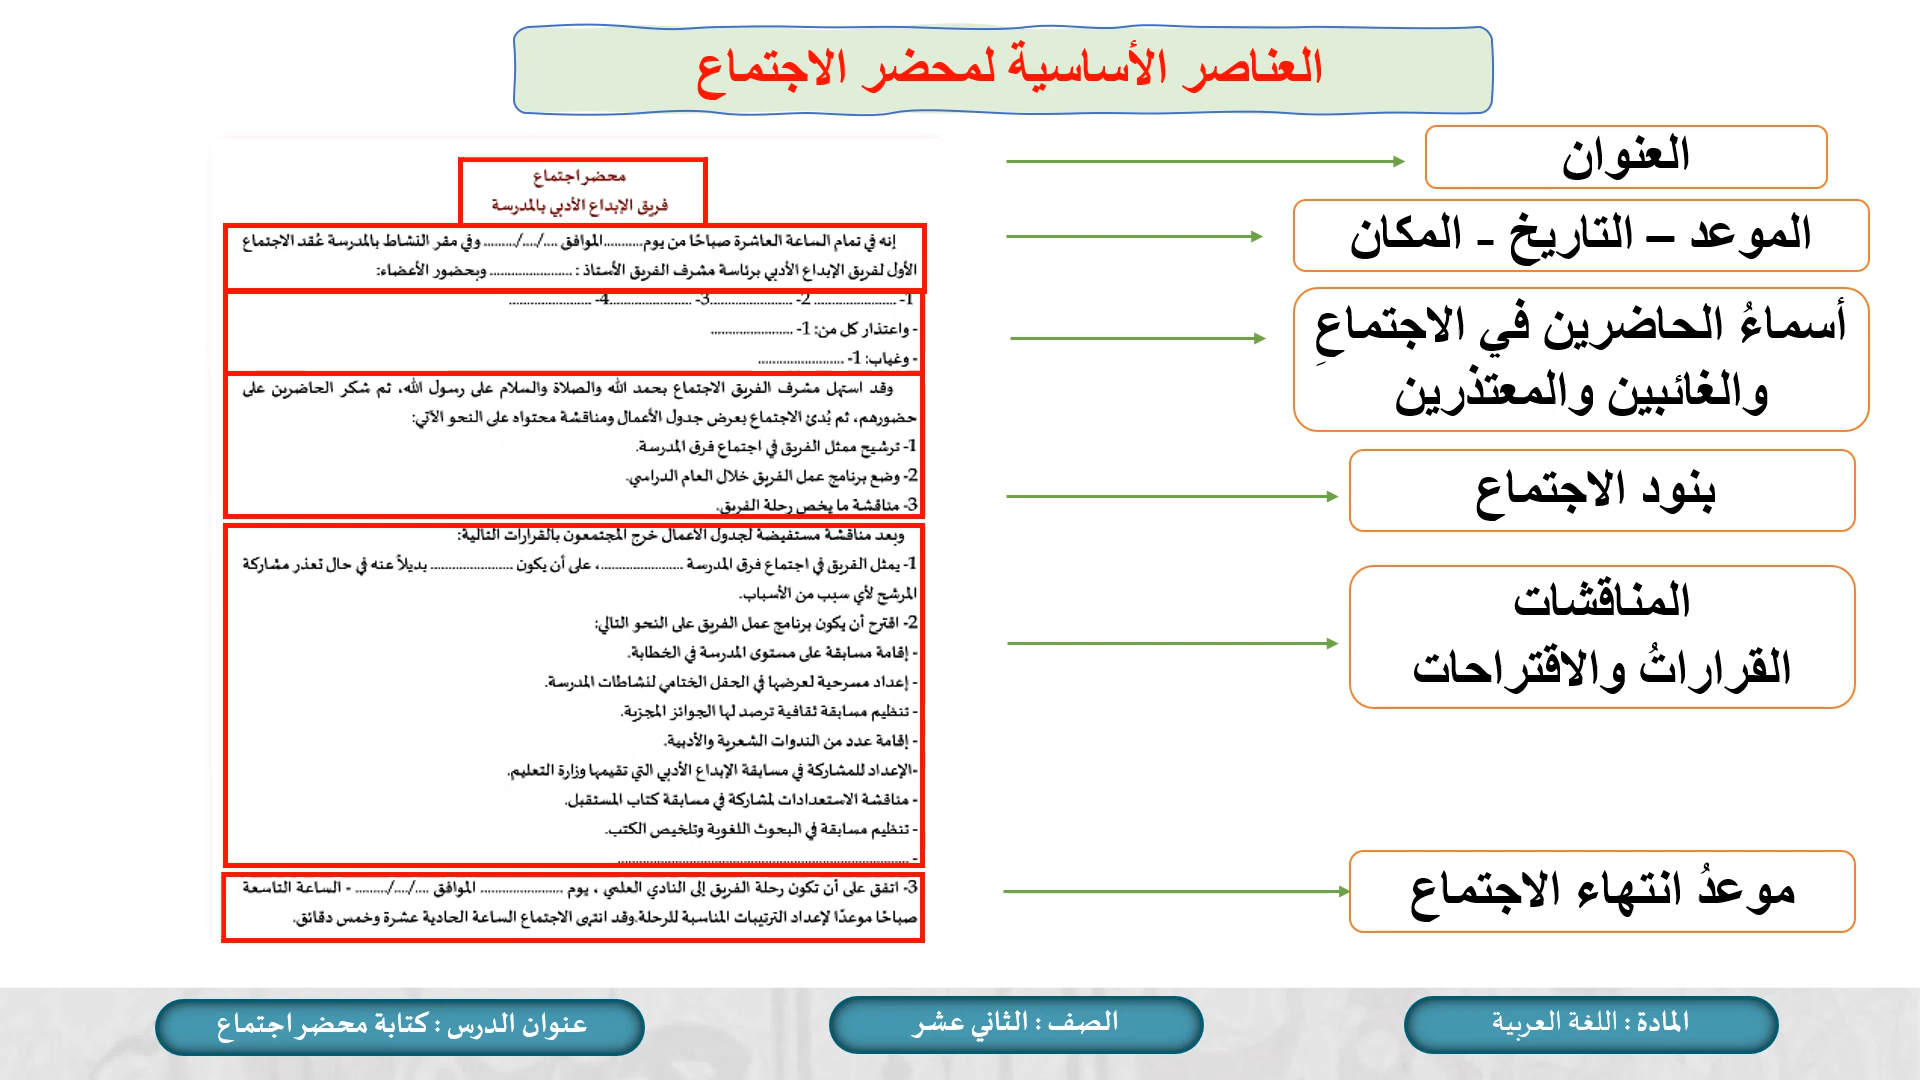 العناصر الأساسية لمحضر الاجتماع
العنوان
الموعد – التاريخ - المكان
أسماءُ الحاضرين في الاجتماعِ
والغائبين والمعتذرين
بنود الاجتماع
المناقشات
القراراتُ والاقتراحات
موعدُ انتهاء الاجتماع
محضر اجتماع
فريق الإبداع الأدبي بالمدرسة
إنه في تمام الساعة العاشرة صباحًا من يوم...........الموافق ..../..../......... وفي مقر النشاط بالمدرسة عُقد الاجتماع
الأول لفريق الإبداع الأدبي برئاسة مشرف الفريق الأستاذ : ....................... وبحضور الأعضاء:
1- ....................... 2- .......................3- .......................4- .......................
- واعتذار كل من: 1- .......................
- وغياب: 1- ........................
وقد استهل مشرف الفريق الاجتماع بحمد الله والصلاة والسلام على رسول الله، ثم شكر الحاضرين على
حضورهم، ثم بُدئ الاجتماع بعرض جدول الأعمال ومناقشة محتواه على النحو الآتي:
1- ترشيح ممثل الفريق في اجتماع فرق المدرسة.
2- وضع برنامج عمل الفريق خلال العام الدراسي.
3- مناقشة ما يخص رحلة الفريق.
وبعد مناقشة مستفيضة لجدول الأعمال خرج المجتمعون بالقرارات التالية:
1- يمثل الفريق في اجتماع فرق المدرسة .......................، على أن يكون ....................... بديلاً عنه في حال تعذر مشاركة
المرشح لأي سبب من الأسباب.
2- اقترح أن يكون برنامج عمل الفريق على النحو التالي:
- إقامة مسابقة على مستوى المدرسة في الخطابة.
- إعداد مسرحية لعرضها في الحفل الختامي لنشاطات المدرسة.
- تنظيم مسابقة ثقافية ترصد لها الجوائز المجزية.
- إقامة عدد من الندوات الشعرية والأدبية.
-الإعداد للمشاركة في مسابقة الإبداع الأدبي التي تقيمها وزارة التعليم.
- مناقشة الاستعدادات لمشاركة في مسابقة كتاب المستقبل.
- تنظيم مسابقة في البحوث اللغوية وتلخيص الكتب.
- ................................................................................
3- اتفق على أن تكون رحلة الفريق إلى النادي العلمي ، يوم ....................... الموافق ..../..../......... - الساعة التاسعة
صباحًا موعدًا لإعداد الترتيبات المناسبة للرحلة.وقد انتهى الاجتماع الساعة الحادية عشرة وخمس دقائق.
المادة : اللغة العربية
الصف : الثاني عشر
عنوان الدرس : كتابة محضر اجتماع